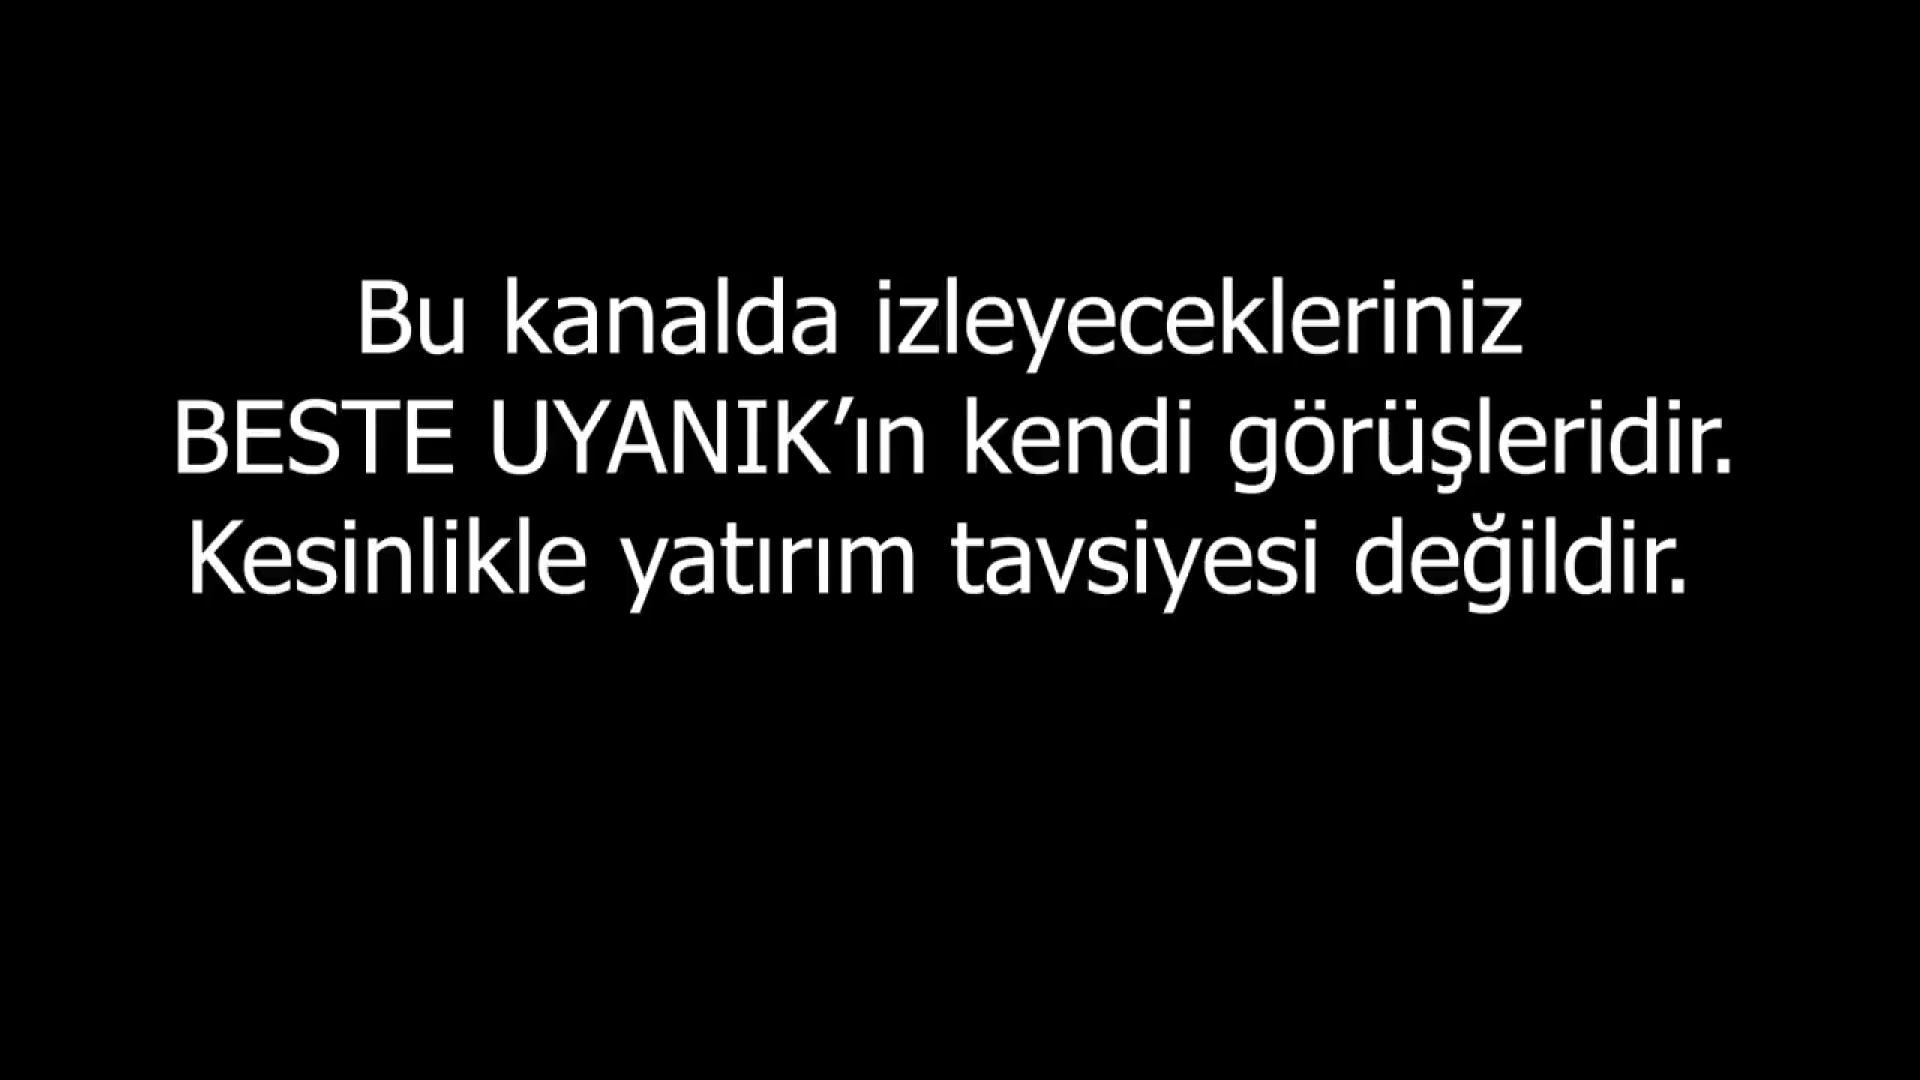 Bu kanalda izleyecekleriniz
BESTE UYANIK’ın kendi görüşleridir.
Kesinlikle yatırım tavsiyesi değildir.